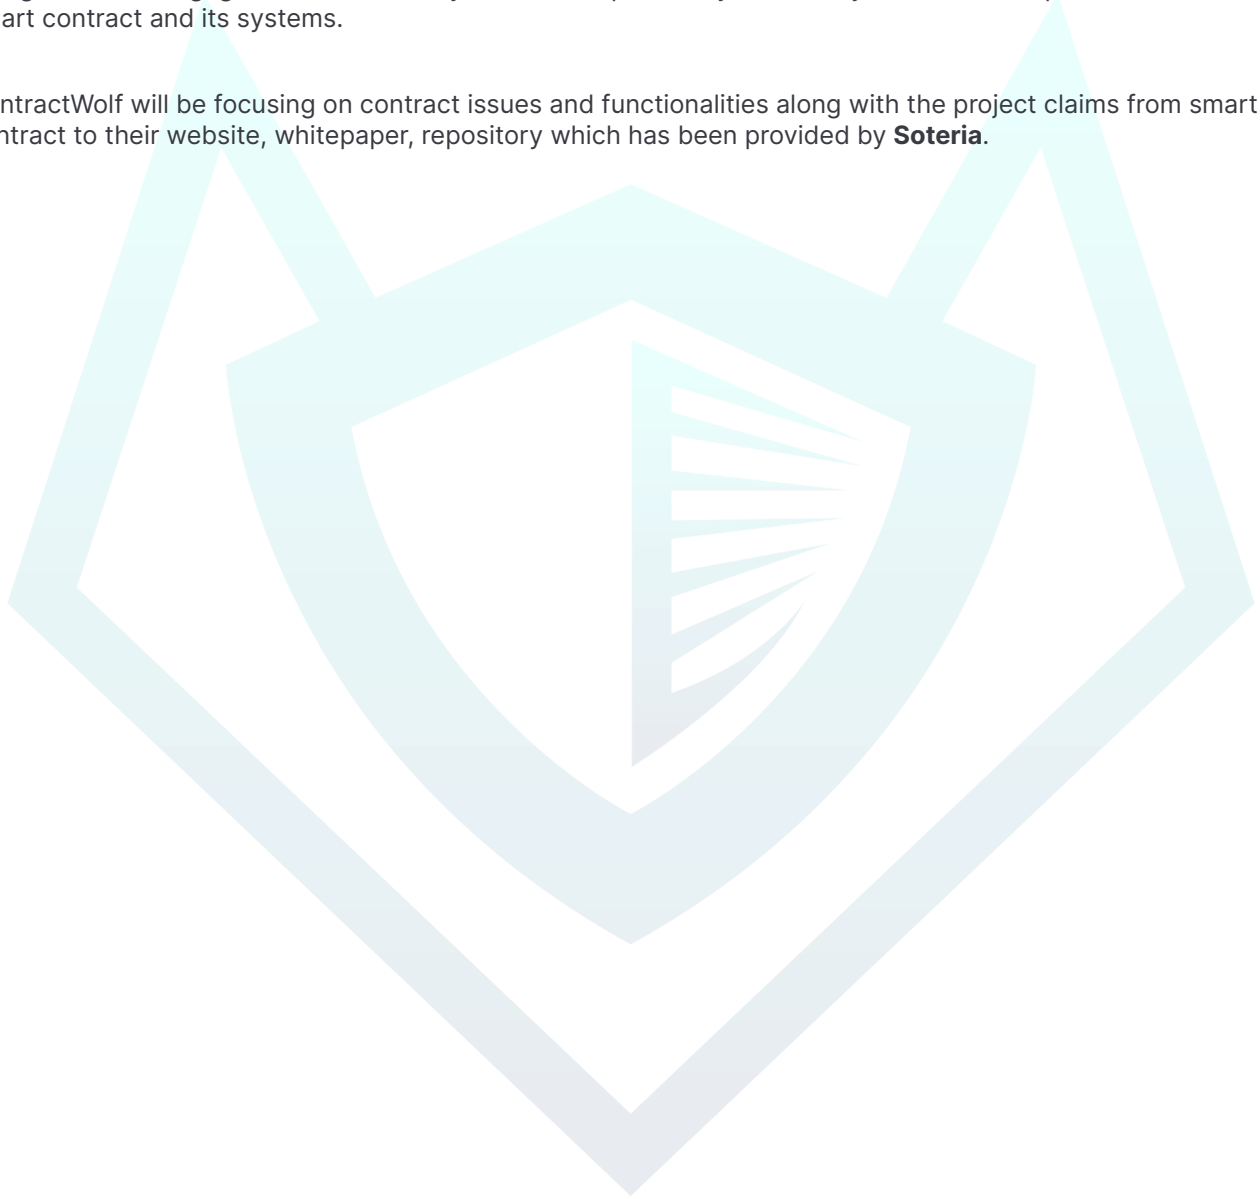 art contract and its systems.
ntractWolf will be focusing on contract issues and functionalities along with the project claims from smart
ntract to their website, whitepaper, repository which has been provided by Soteria.